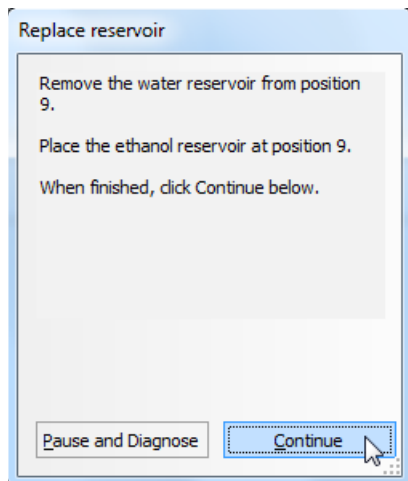 Replace reservoir
Remove the water reservoir from position
9.
Place the ethanol reservoir at position 9.
When finished, click Continue below.
Pause and Diagnose
Continue